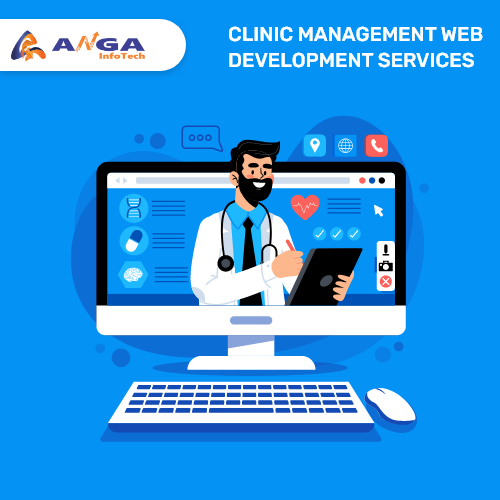 ANGA
InfoTech
CLINIC MANAGEMENT WEB
DEVELOPMENT SERVICES